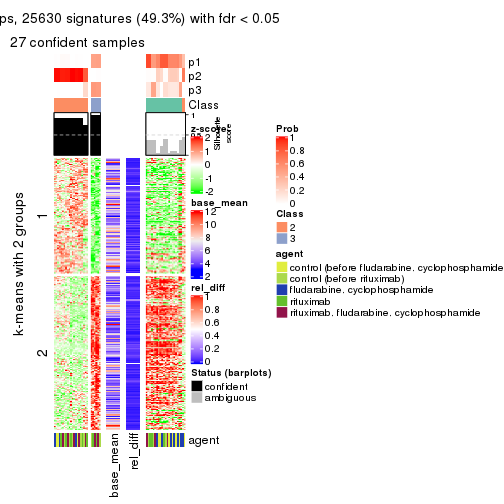 ps, 25630 signatures (49.3%) with fdr < 0.05
27 confident samples
p1
p2
p3
Class
1
0.5
0
Silhouette
score
k-means with 2 groups
1
2
base_mean
rel_diff
agent
z-score
2
1
0
-1
-2
base_mean
12
10
8
6
4
2
rel_diff
1
0.8
0.6
0.4
0.2
0
Status (barplots)
confident
ambiguous
Prob
1
0.8
0.6
0.4
0.2
0
Class
2
3
agent
control (before fludarabine. cyclophosphamide
control (before rituximab)
fludarabine. cyclophosphamide
rituximab
rituximab. fludarabine. cyclophosphamide